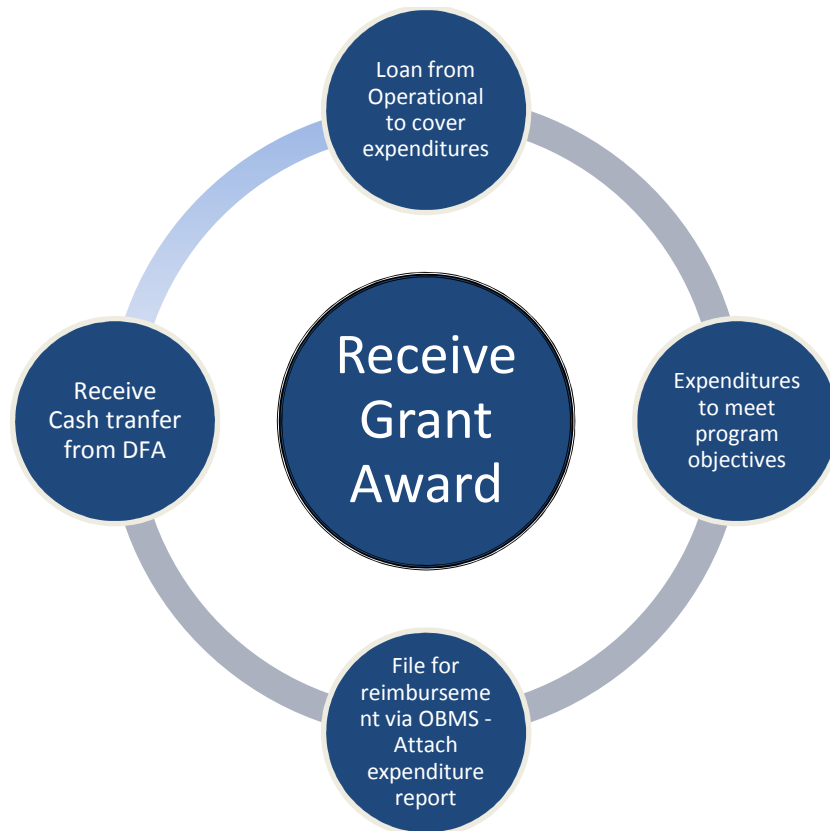 Loan from
Operational
to cover
expenditures
Receive
Grant
Award
Expenditures
to meet
program
objectives
Receive
Cash tranfer
from DFA
File for
reimburseme
nt via OBMS -
Attach
expenditure
report